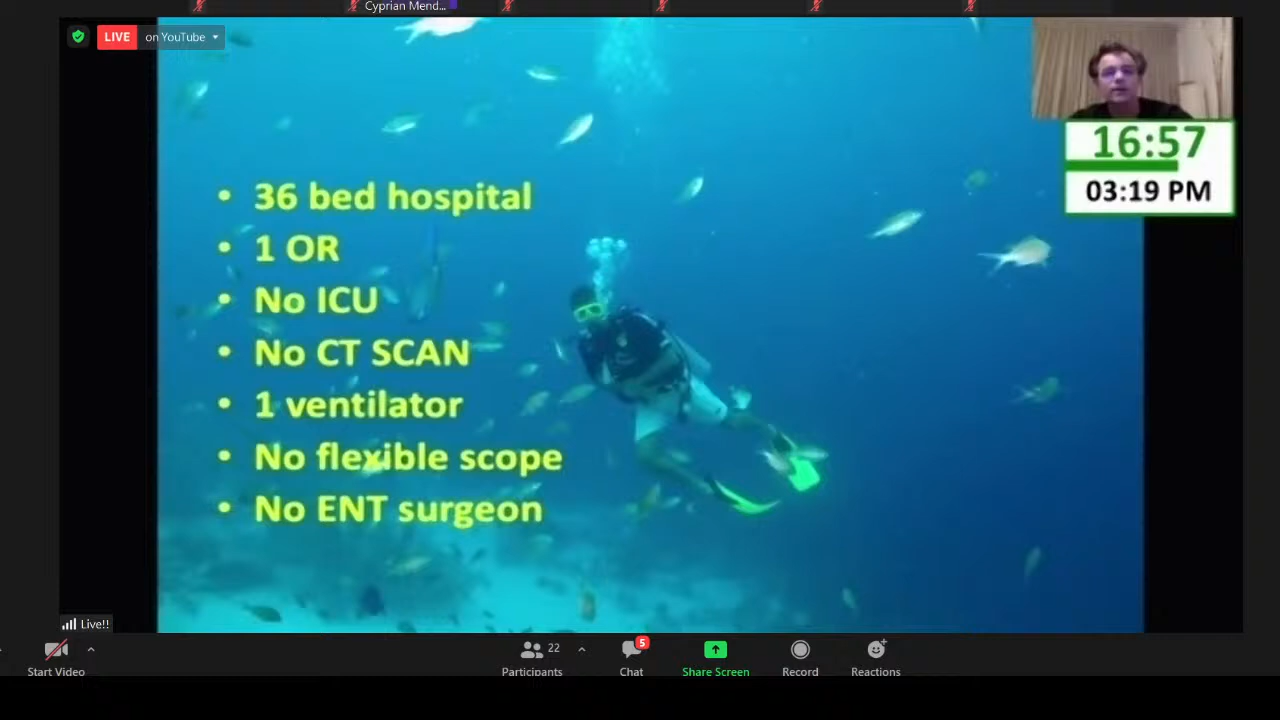 Cyprian Mend...
LIVE on YouTube
16:57
03:19 PM
• 36 bed hospital
• 1 OR
• No ICU
• No CT SCAN
• 1 ventilator
• No flexible scope
• No ENT surgeon
Live!!
22
5
Start Video
Participants
Chat
Share Screen
Record
Reactions